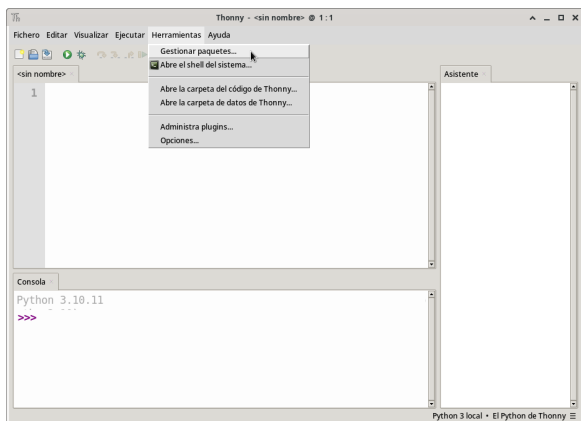 Thonny - <sin nombre> @ 1 : 1
Fichero Editar Visualizar Ejecutar Herramientas Ayuda
Gestionar paquetes...
Abre el shell del sistema...
Abre la carpeta del código de Thonny...
Abre la carpeta de datos de Thonny...
Administra plugins...
Opciones...
<sin nombre>
Asistente
1
Consola
Python 3.10.11
>>>
Python 3 local • El Python de Thonny ☰